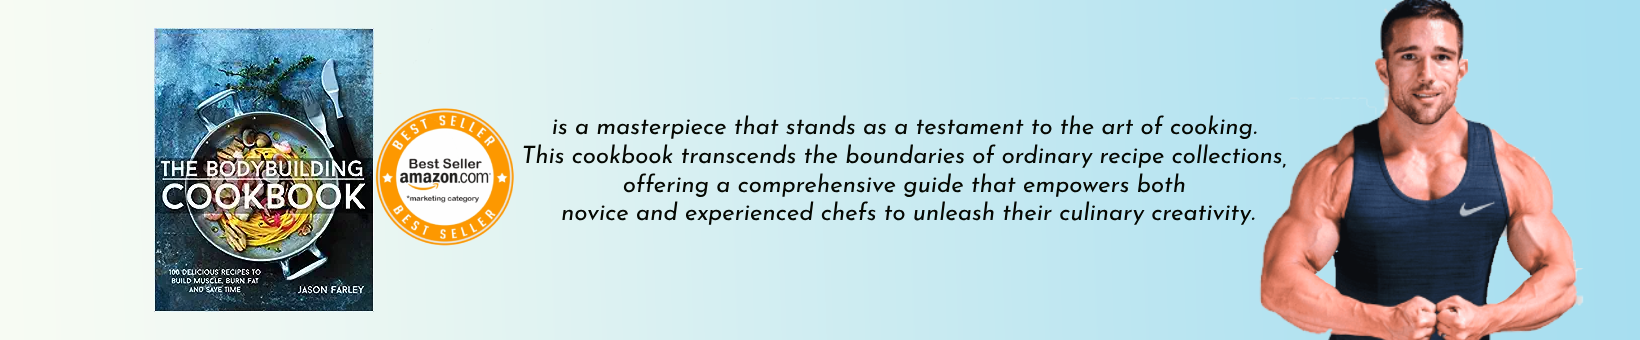 THE BODYBUILDING
COOKBOOK
100 DELICIOUS RECIPES TO
BUILD MUSCLE, BURN FAT
AND SAVE TIME
JASON FARLEY
BEST SELLER
Best Seller
amazon.com
*marketing category
BEST SELLER
is a masterpiece that stands as a testament to the art of cooking.
This cookbook transcends the boundaries of ordinary recipe collections,
offering a comprehensive guide that empowers both
novice and experienced chefs to unleash their culinary creativity.